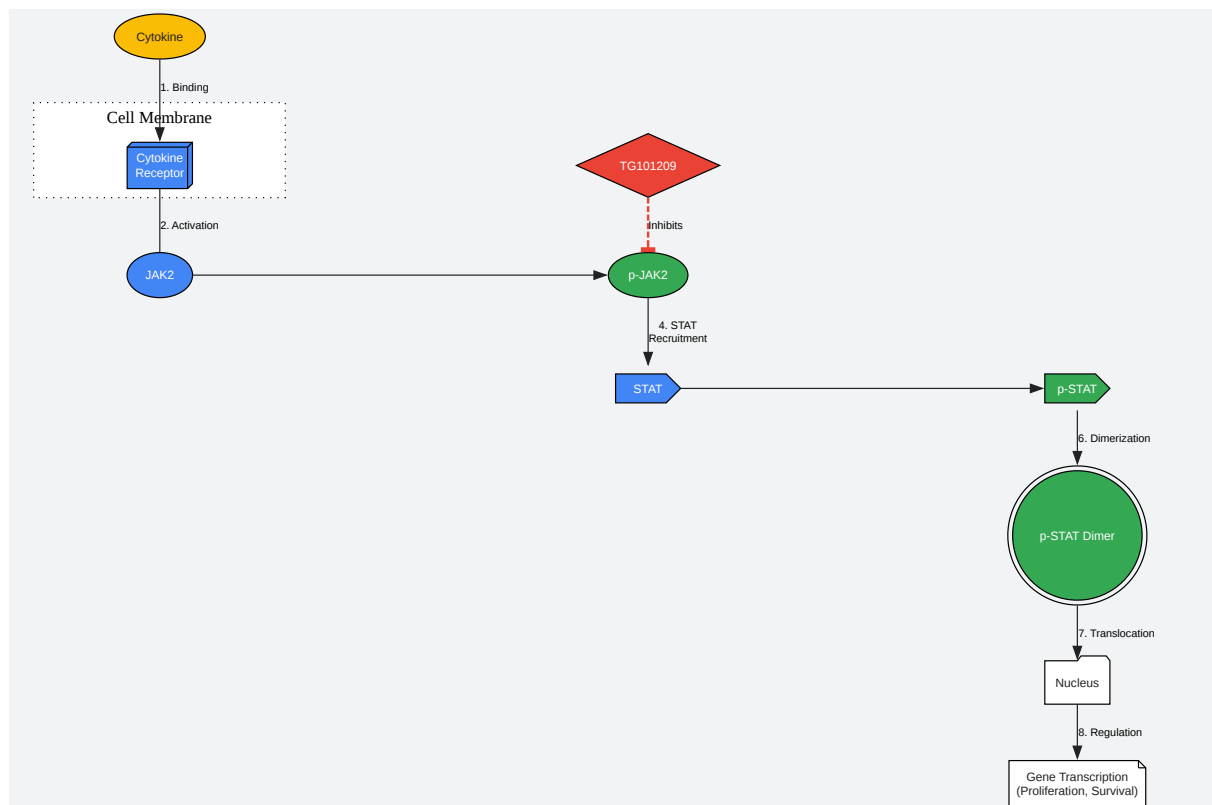 Cytokine
1. Binding
Cell Membrane
Cytokine
Receptor
TG101209
2. Activation
Inhibits
JAK2
p-JAK2
4. STAT
Recruitment
STAT
p-STAT
6. Dimerization
p-STAT Dimer
7. Translocation
Nucleus
8. Regulation
Gene Transcription
(Proliferation, Survival)